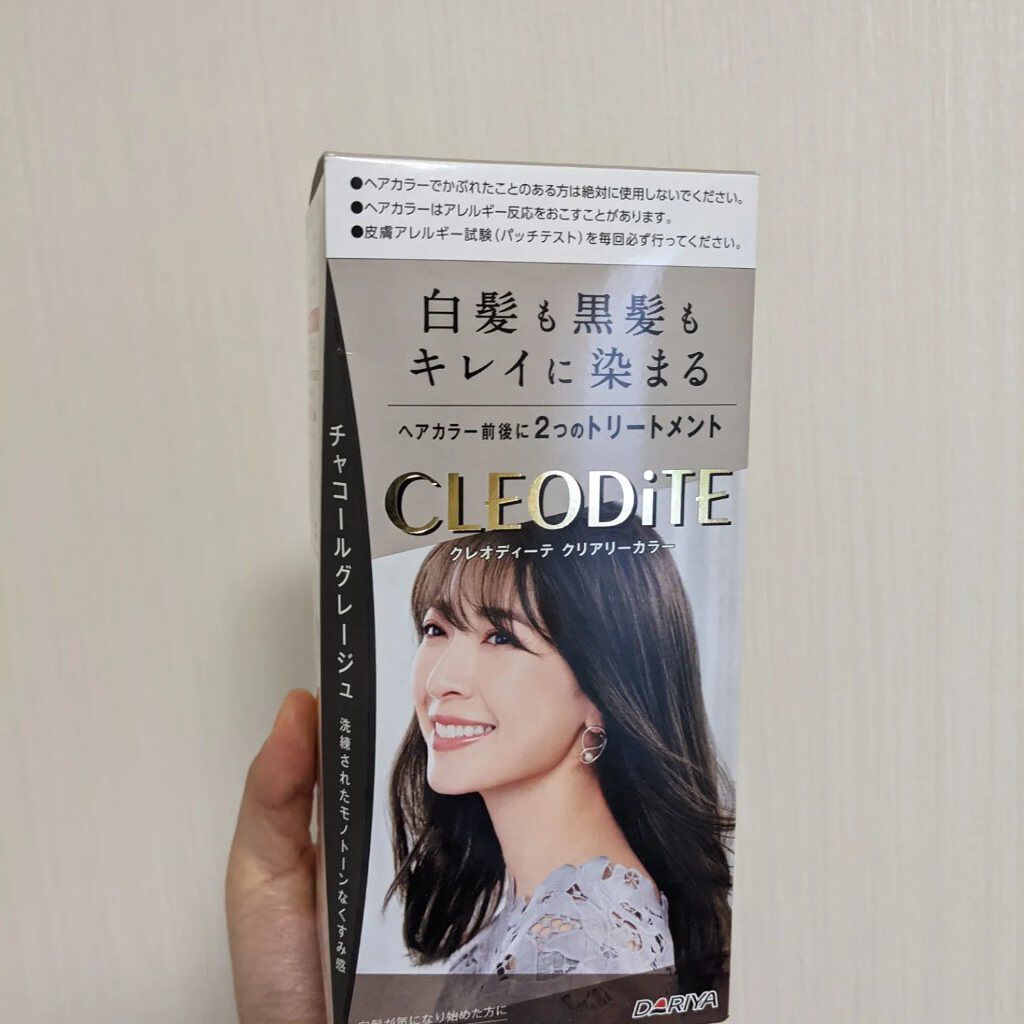 ●ヘアカラーでかぶれたことのある方は絶対に使用しないでください。
●ヘアカラーはアレルギー反応をおこすことがあります。
●皮膚アレルギー試験(パッチテスト)を毎回必ず行ってください。
白髪も黒髪も
キレイに染まる
ヘアカラー前後に2つのトリートメント
CLEODiTE
クレオディーテ クリアリーカラー
チャコールグレージュ
洗練されたモノトーンなくすみ感
白髪が気になり始めた方に
DARIYA